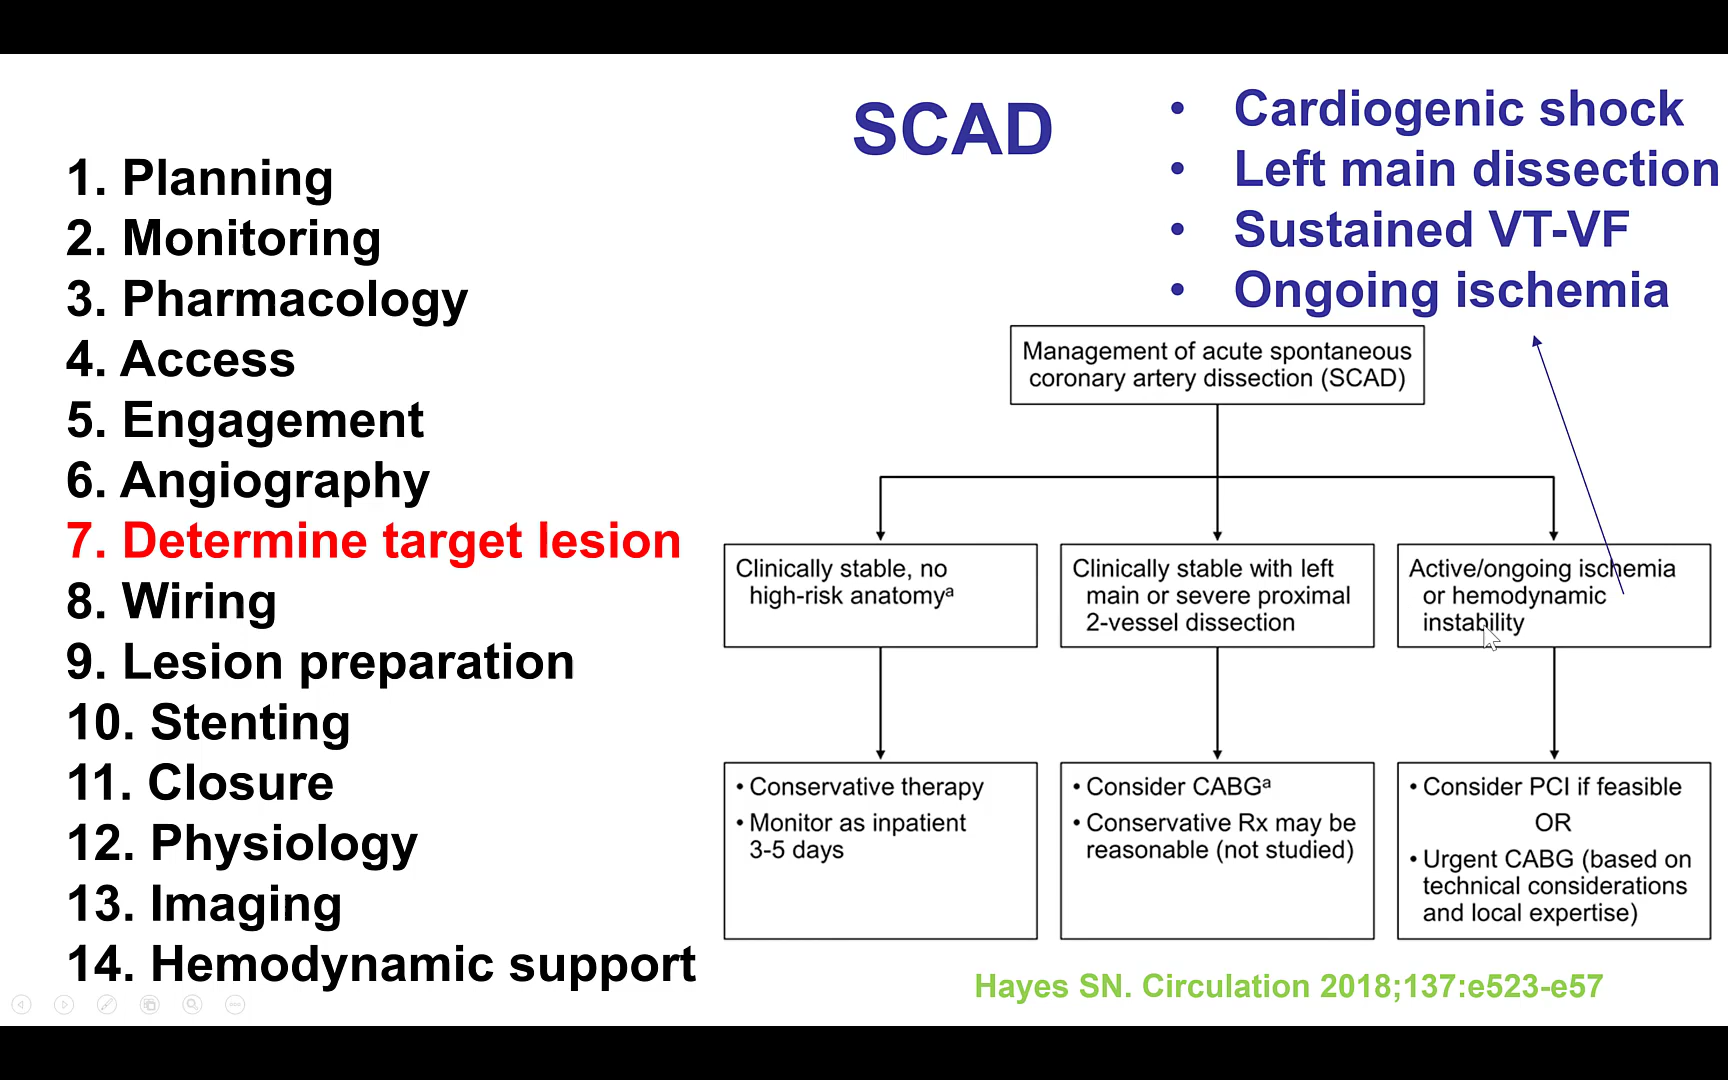 SCAD
• Cardiogenic shock
• Left main dissection
• Sustained VT-VF
• Ongoing ischemia
1. Planning
2. Monitoring
3. Pharmacology
4. Access
5. Engagement
6. Angiography
7. Determine target lesion
8. Wiring
9. Lesion preparation
10. Stenting
11. Closure
12. Physiology
13. Imaging
14. Hemodynamic support
Management of acute spontaneous
coronary artery dissection (SCAD)
Clinically stable, no
high-risk anatomyᵃ
Clinically stable with left
main or severe proximal
2-vessel dissection
Active/ongoing ischemia
or hemodynamic
instability
• Conservative therapy
• Monitor as inpatient
3-5 days
• Consider CABGᵃ
• Conservative Rx may be
reasonable (not studied)
• Consider PCI if feasible
OR
• Urgent CABG (based on
technical considerations
and local expertise)
Hayes SN. Circulation 2018;137:e523-e57